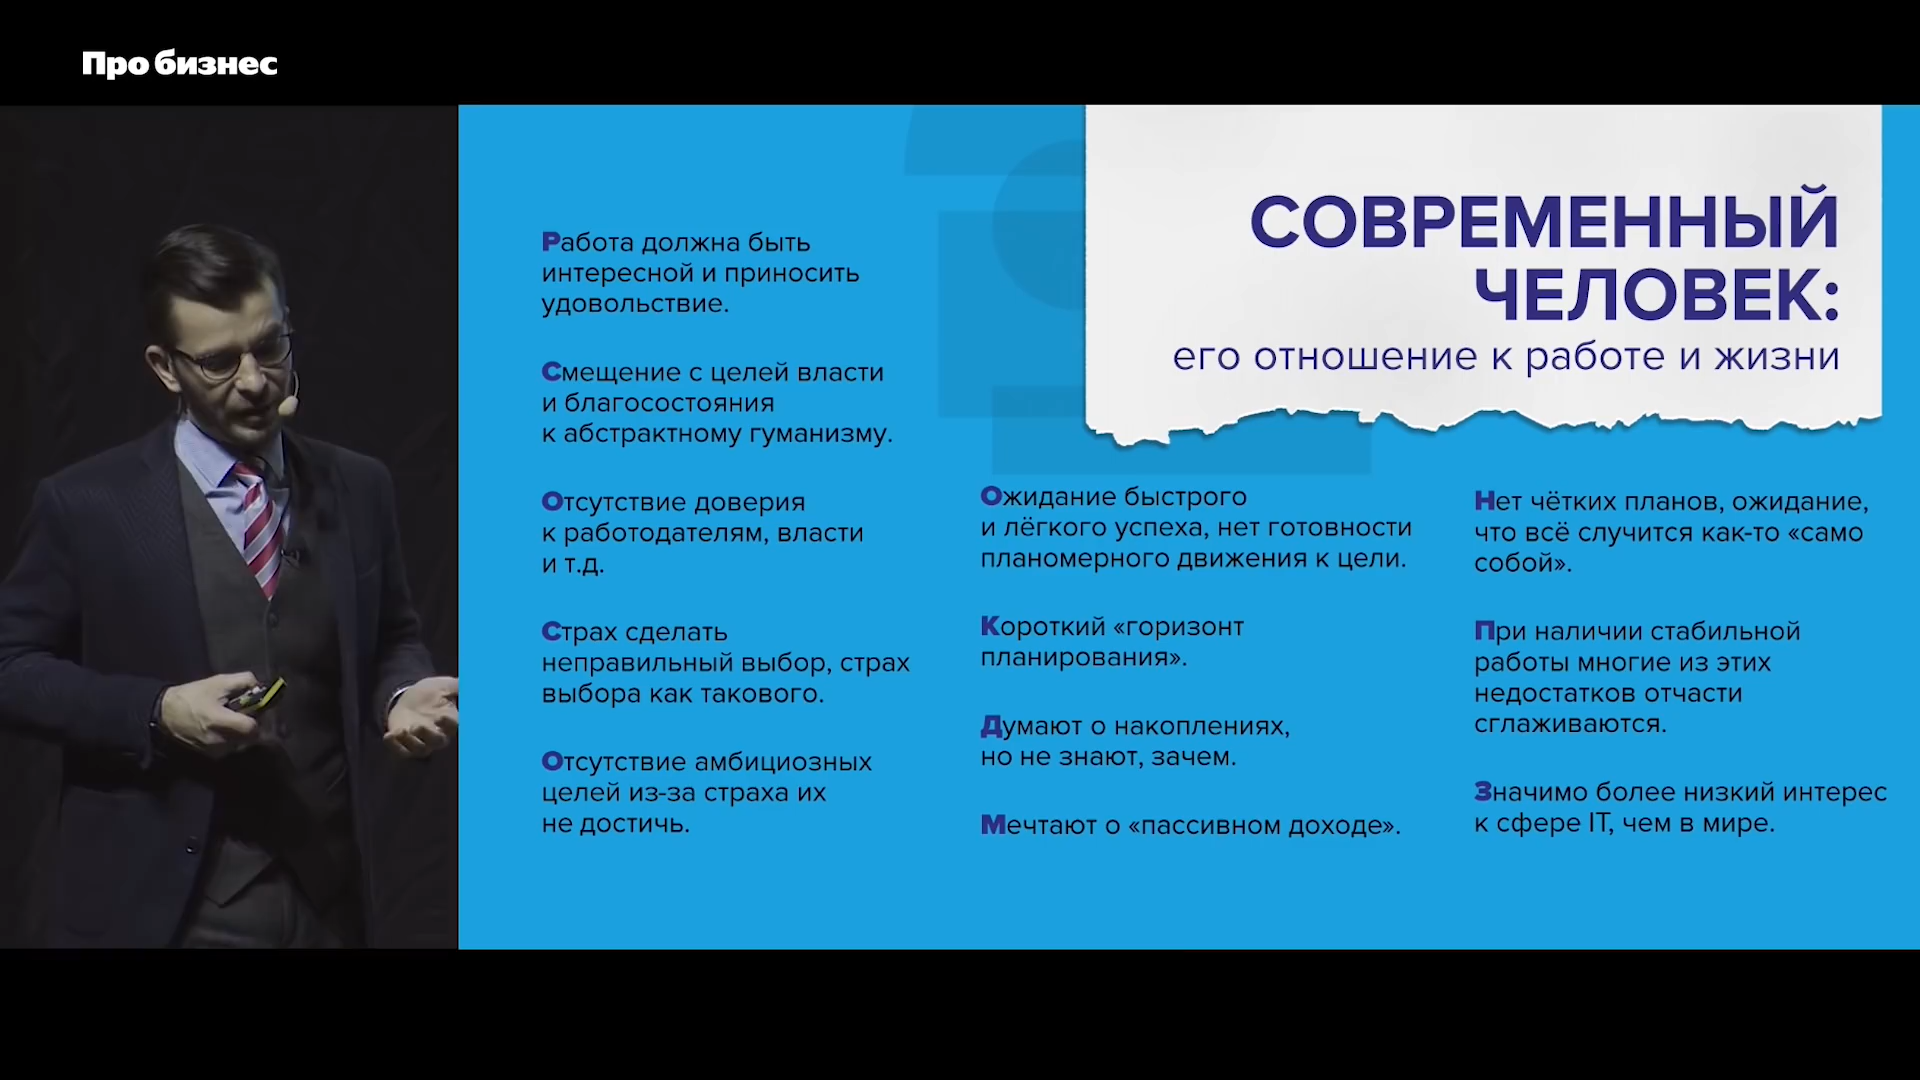 Про бизнес
СОВРЕМЕННЫЙ
ЧЕЛОВЕК:
его отношение к работе и жизни
Работа должна быть
интересной и приносить
удовольствие.
Смещение с целей власти
и благосостояния
к абстрактному гуманизму.
Отсутствие доверия
к работодателям, власти
и т.д.
Страх сделать
неправильный выбор, страх
выбора как такового.
Отсутствие амбициозных
целей из-за страха их
не достичь.
Ожидание быстрого
и лёгкого успеха, нет готовности
планомерного движения к цели.
Короткий «горизонт
планирования».
Думают о накоплениях,
но не знают, зачем.
Мечтают о «пассивном доходе».
Нет чётких планов, ожидание,
что всё случится как-то «само
собой».
При наличии стабильной
работы многие из этих
недостатков отчасти
сглаживаются.
Значимо более низкий интерес
к сфере IT, чем в мире.